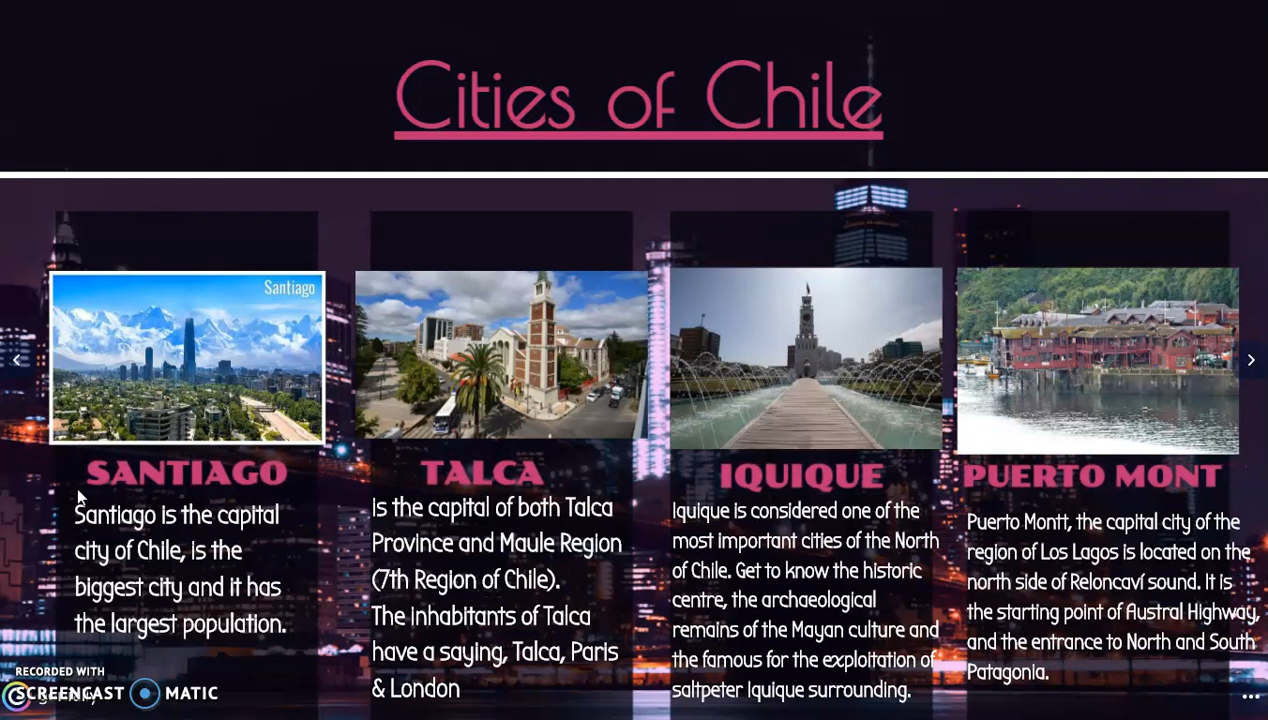 Cities of Chile
Santiago
SANTIAGO
Santiago is the capital
city of Chile, is the
biggest city and it has
the largest population.
TALCA
is the capital of both Talca
Province and Maule Region
(7th Region of Chile).
The inhabitants of Talca
have a saying, Talca, Paris
& London
IQUIQUE
Iquique is considered one of the
most important cities of the North
of Chile. Get to know the historic
centre, the archaeological
remains of the Mayan culture and
the famous for the exploitation of
saltpeter Iquique surrounding.
PUERTO MONT
Puerto Montt, the capital city of the
region of Los Lagos is located on the
north side of Reloncaví sound. It is
the starting point of Austral Highway,
and the entrance to North and South
Patagonia.
RECORDED WITH
SCREENCAST MATIC